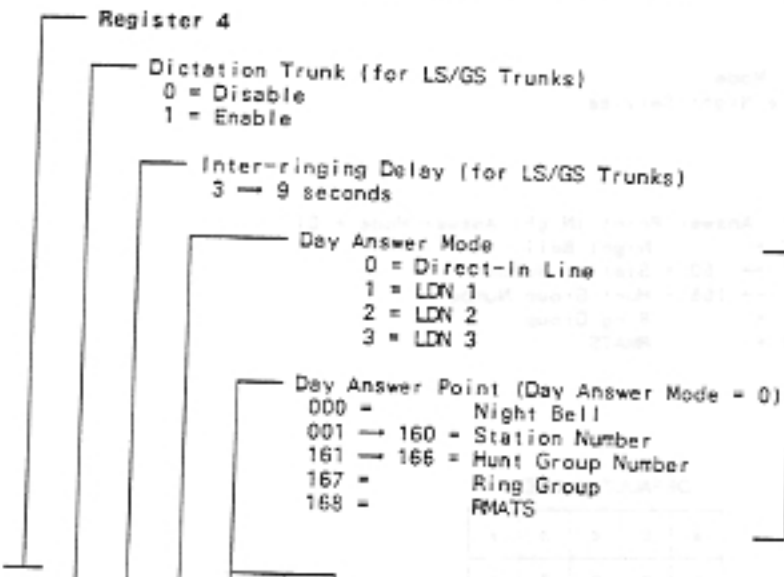 Register 4
Dictation Trunk (for LS/GS Trunks)
0 = Disable
1 = Enable
Inter-ringing Delay (for LS/GS Trunks)
3 → 9 seconds
Day Answer Mode
0 = Direct-In Line
1 = LDN 1
2 = LDN 2
3 = LDN 3
Day Answer Point (Day Answer Mode = 0)
000 = Night Bell
001 → 160 = Station Number
161 → 166 = Hunt Group Number
167 = Ring Group
168 = RMATS